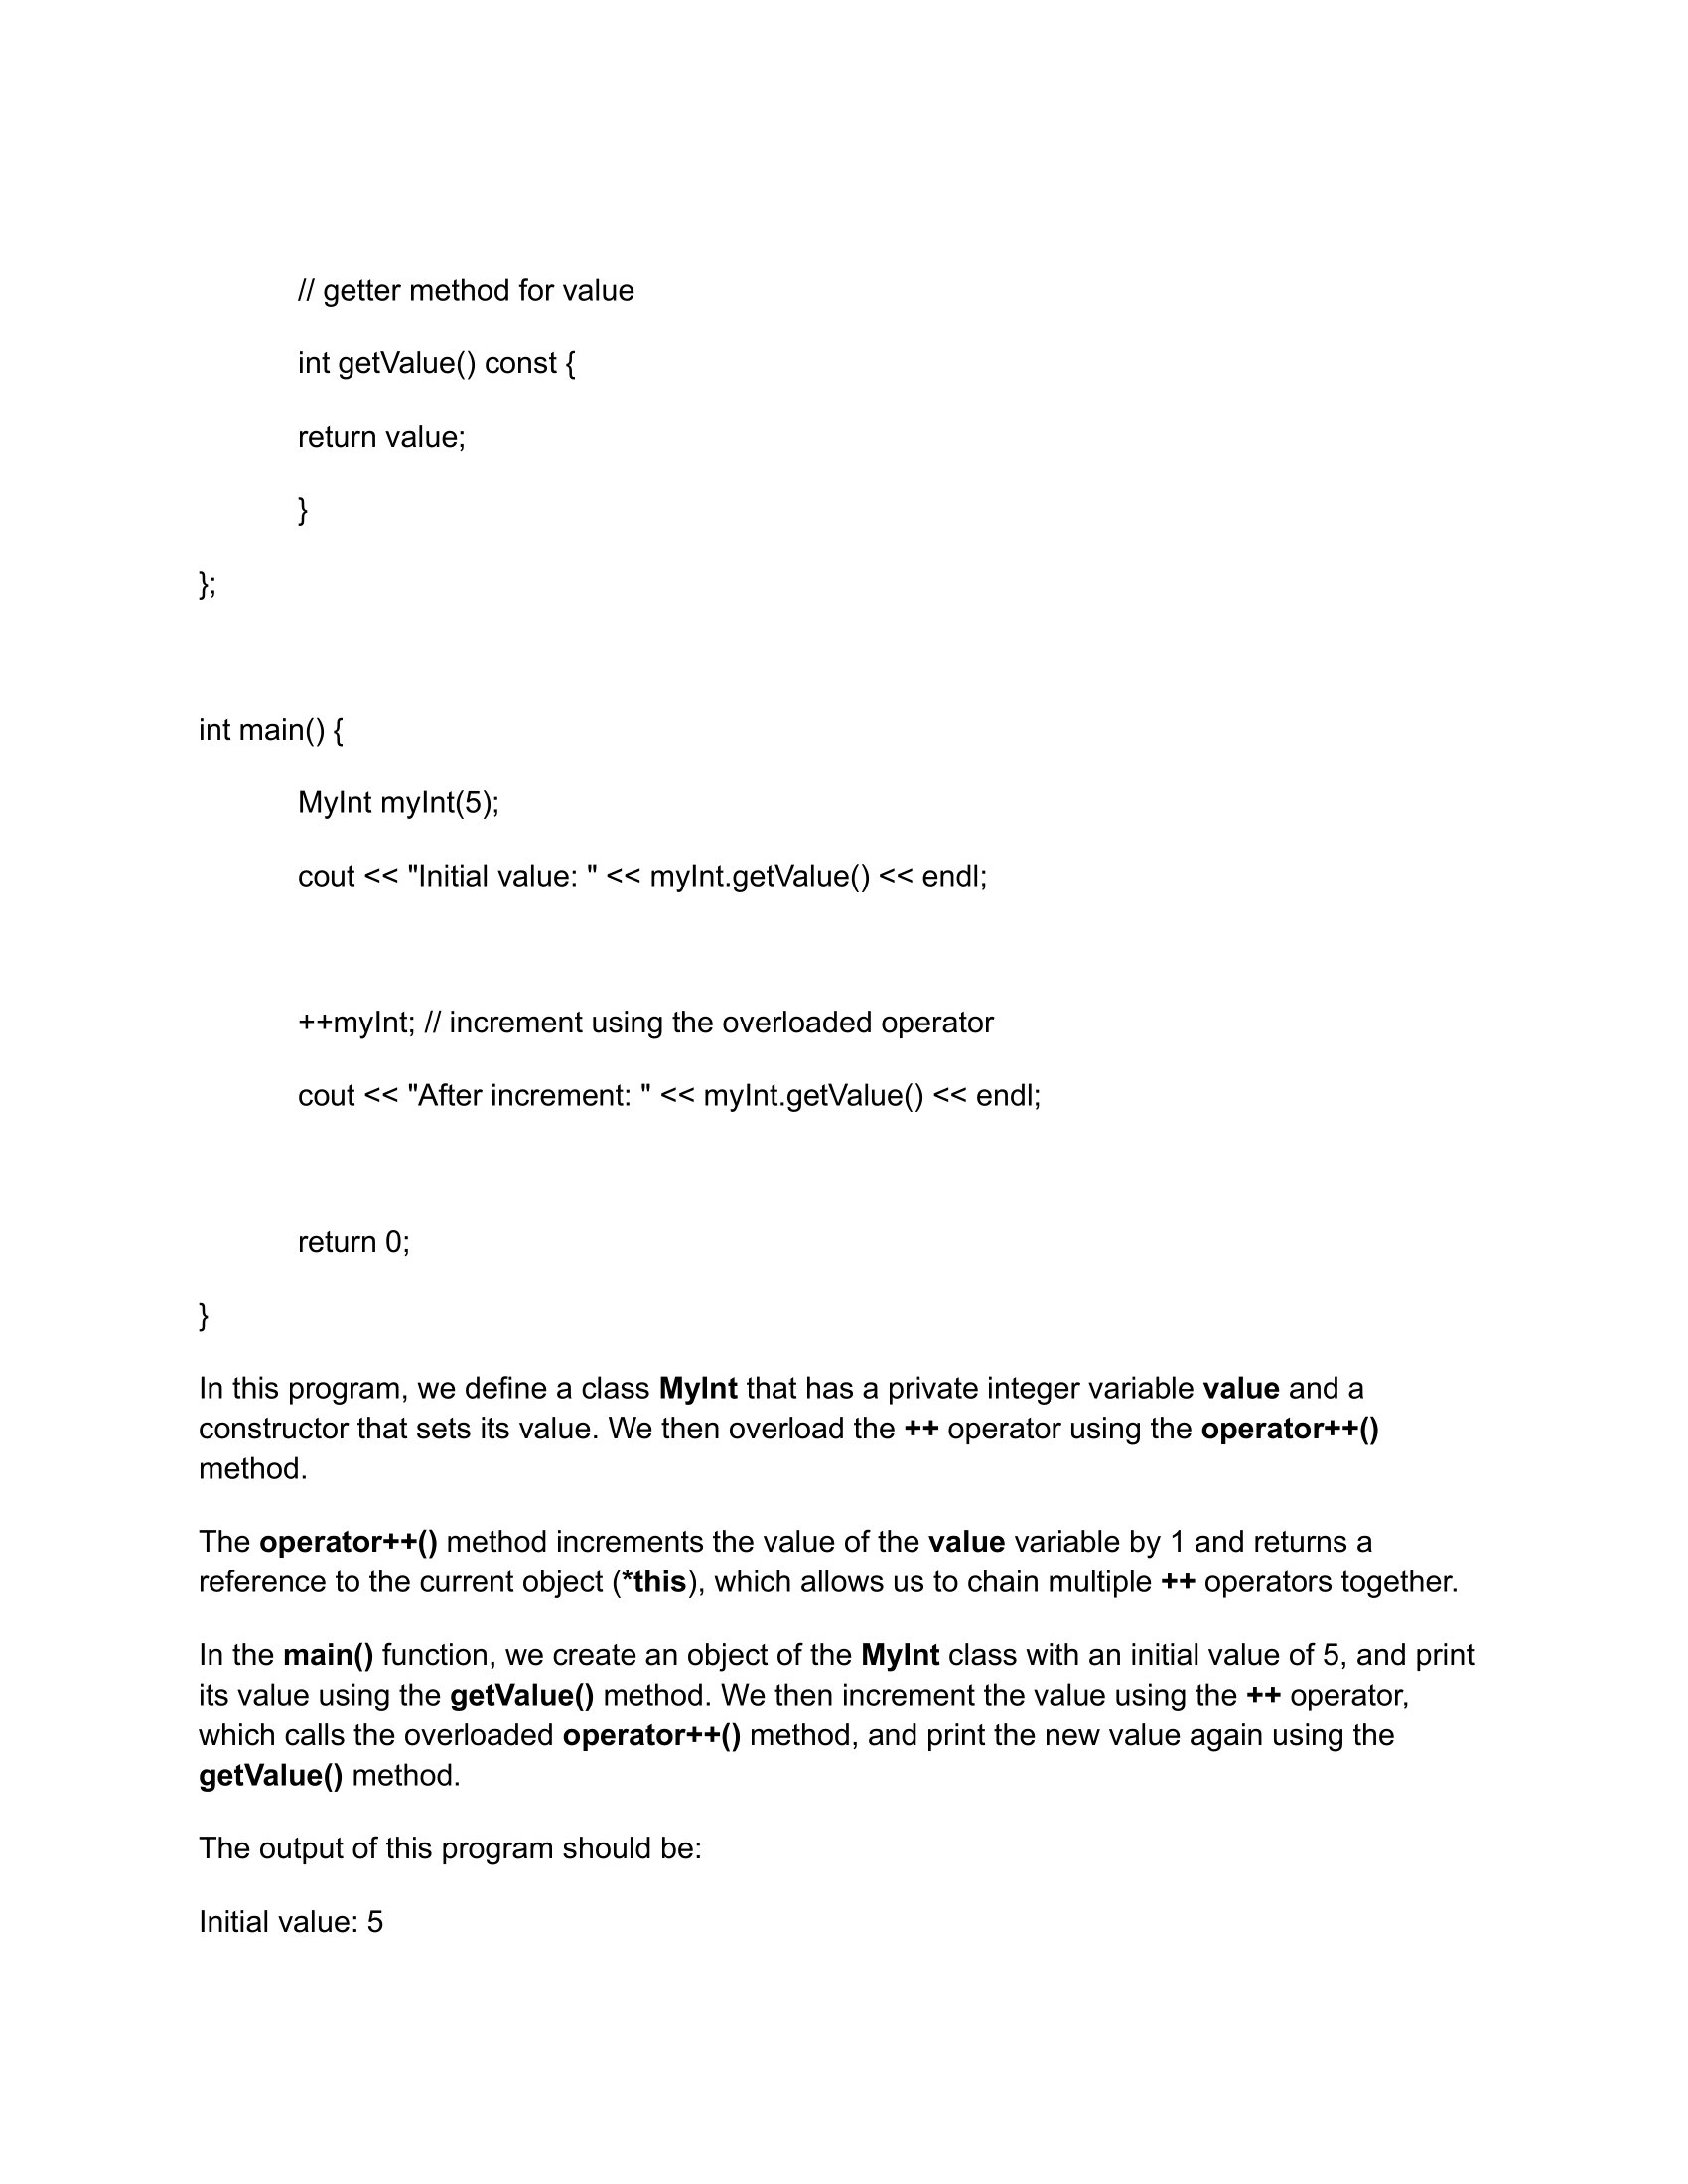 // getter method for value
int getValue() const {
return value;
}
};
int main() {
MyInt myInt(5);
cout << "Initial value: " << myInt.getValue() << endl;
++myInt; // increment using the overloaded operator
cout << "After increment: " << myInt.getValue() << endl;
return 0;
}
In this program, we define a class MyInt that has a private integer variable value and a
constructor that sets its value. We then overload the ++ operator using the operator++()
method.
The operator++() method increments the value of the value variable by 1 and returns a
reference to the current object (*this), which allows us to chain multiple ++ operators together.
In the main() function, we create an object of the MyInt class with an initial value of 5, and print
its value using the getValue() method. We then increment the value using the ++ operator,
which calls the overloaded operator++() method, and print the new value again using the
getValue() method.
The output of this program should be:
Initial value: 5